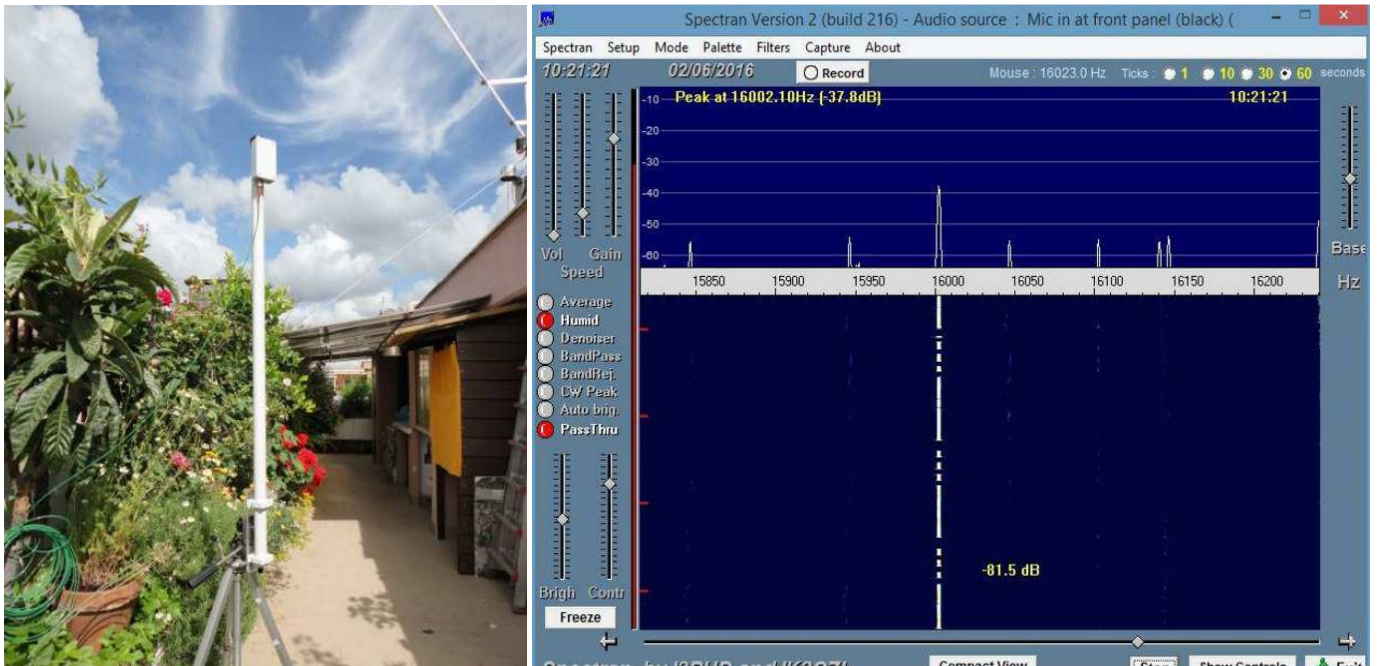 Spectran Version 2 (build 216) - Audio source : Mic in at front panel (black) (
Spectran Setup Mode Palette Filters Capture About
10:21:21 02/06/2016 Record Mouse : 16023.0 Hz Ticks : 1 10 30 60 seconds
Peak at 16002.10Hz (-37.8dB) 10:21:21
-10
-20
-30
-40
-50
-60
Vol Gain
Speed
Base
15850 15900 15950 16000 16050 16100 16150 16200 Hz
Average
Humid
Denoiser
BandPass
BandRej.
CW Peak
Auto brig.
PassThru
-81.5 dB
Brigh Contr
Freeze
Compact View Stop Show Controls Exit